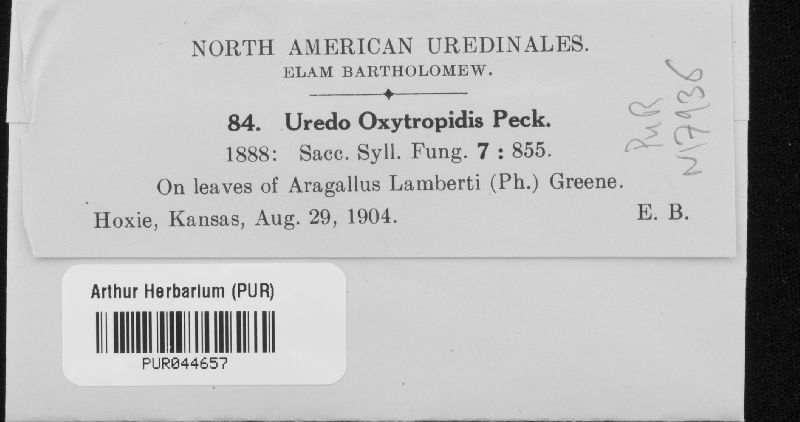 NORTH AMERICAN UREDINALES.
ELAM BARTHOLOMEW.
84. Uredo Oxytropidis Peck.
1888: Sacc. Syll. Fung. 7 : 855.
On leaves of Aragallus Lamberti (Ph.) Greene.
Hoxie, Kansas, Aug. 29, 1904. E. B.
PUR
N17936
Arthur Herbarium (PUR)
PUR044657